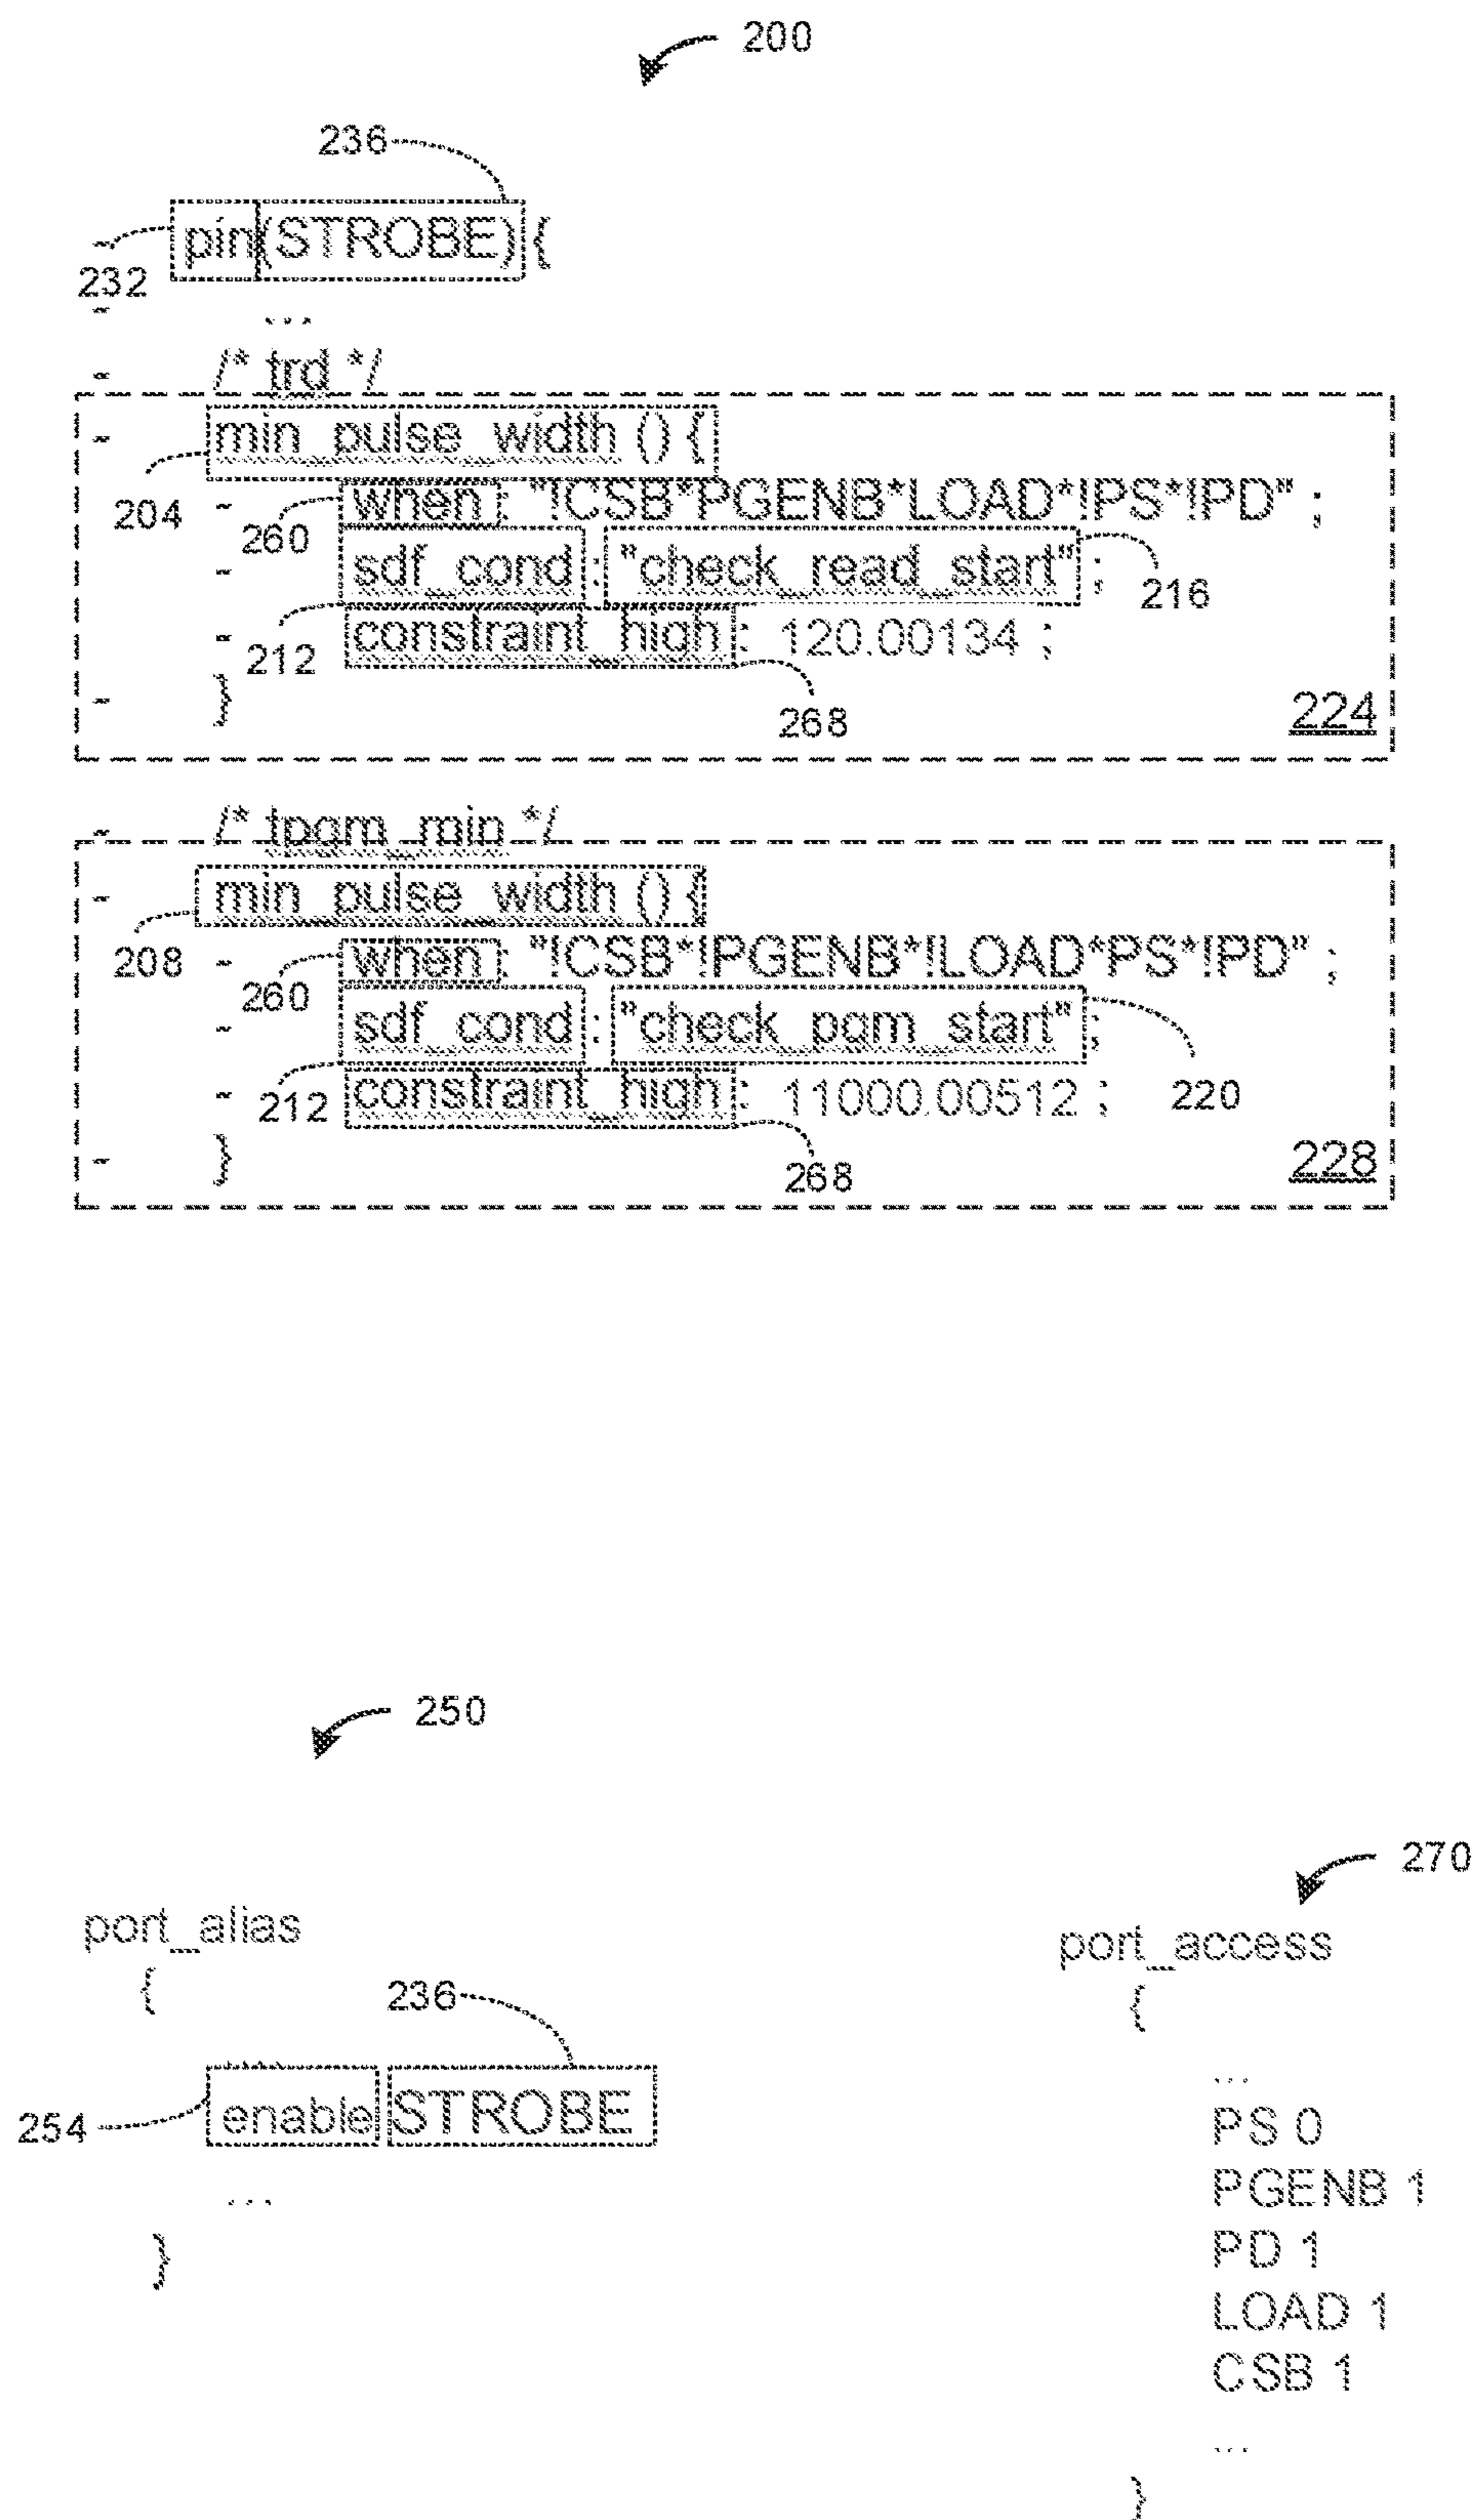 200
236
- pin(STROBE) {
232
- ...
- /* trd */
- min_pulse_width () {
204
- when : "!CSB*PGENB*LOAD*!PS*!PD" ;
260
- sdf_cond : "check_read_start" ;
216
- constraint_high : 120.00134 ;
212
268
- }
224
- /* tpgm_min */
- min_pulse_width () {
208
- when : "!CSB*!PGENB*!LOAD*PS*!PD" ;
260
- sdf_cond : "check_pgm_start" ;
- constraint_high : 11000.00512 ;
212
220
268
- }
228
250
port_alias
{
236
....
enable STROBE
254
...
}
270
port_access
{
...
PS 0
PGENB 1
PD 1
LOAD 1
CSB 1
...
}